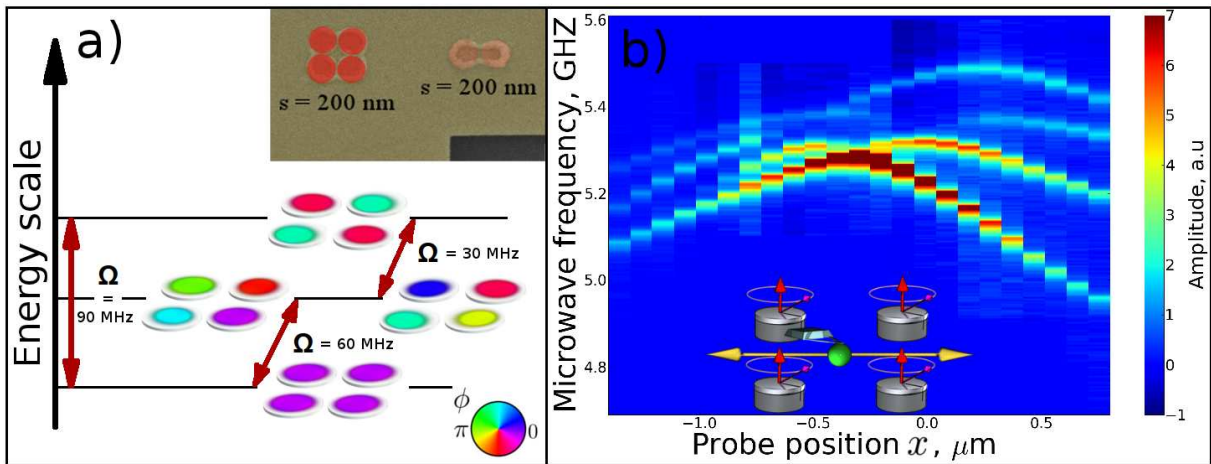 a)
s = 200 nm
s = 200 nm
Energy scale
Ω
=
90 MHz
Ω = 30 MHz
Ω = 60 MHz
ϕ
π
0
b)
Microwave frequency, GHZ
5.6
5.4
5.2
5.0
4.8
−1.0
−0.5
0.0
0.5
Probe position x, μm
7
6
5
4
3
2
1
0
−1
Amplitude, a.u